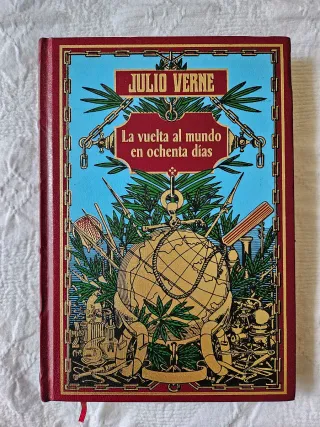 JULIO VERNE
La vuelta al mundo
en ochenta días